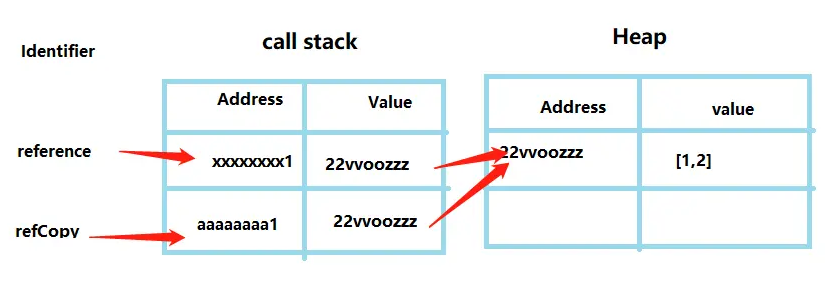 Identifier
call stack
Heap
Address Value
Address value
reference xxxxxxxx1 22vvoozzz
22vvoozzz [1,2]
refCopy aaaaaaaa1 22vvoozzz